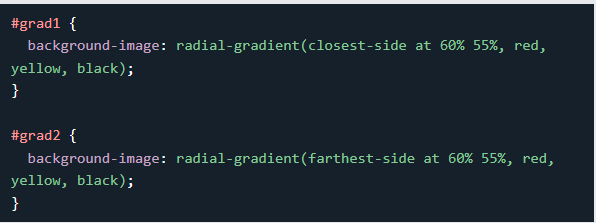 #grad1 {
  background-image: radial-gradient(closest-side at 60% 55%, red,
yellow, black);
}

#grad2 {
  background-image: radial-gradient(farthest-side at 60% 55%, red,
yellow, black);
}